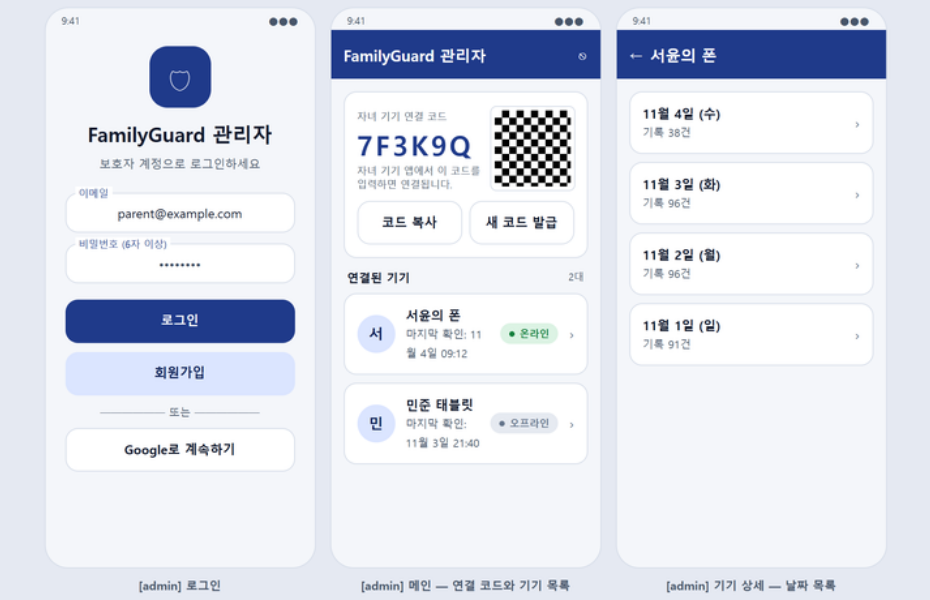 9:41
FamilyGuard 관리자
보호자 계정으로 로그인하세요
이메일
parent@example.com
비밀번호 (6자 이상)
••••••••
로그인
회원가입
또는
Google로 계속하기
[admin] 로그인
9:41
FamilyGuard 관리자
자녀 기기 연결 코드
7F3K9Q
자녀 기기 앱에서 이 코드를
입력하면 연결됩니다.
코드 복사
새 코드 발급
연결된 기기
2대
서
서윤의 폰
마지막 확인: 11
월 4일 09:12
온라인
민
민준 태블릿
마지막 확인:
11월 3일 21:40
오프라인
[admin] 메인 — 연결 코드와 기기 목록
9:41
← 서윤의 폰
11월 4일 (수)
기록 38건
11월 3일 (화)
기록 96건
11월 2일 (월)
기록 96건
11월 1일 (일)
기록 91건
[admin] 기기 상세 — 날짜 목록